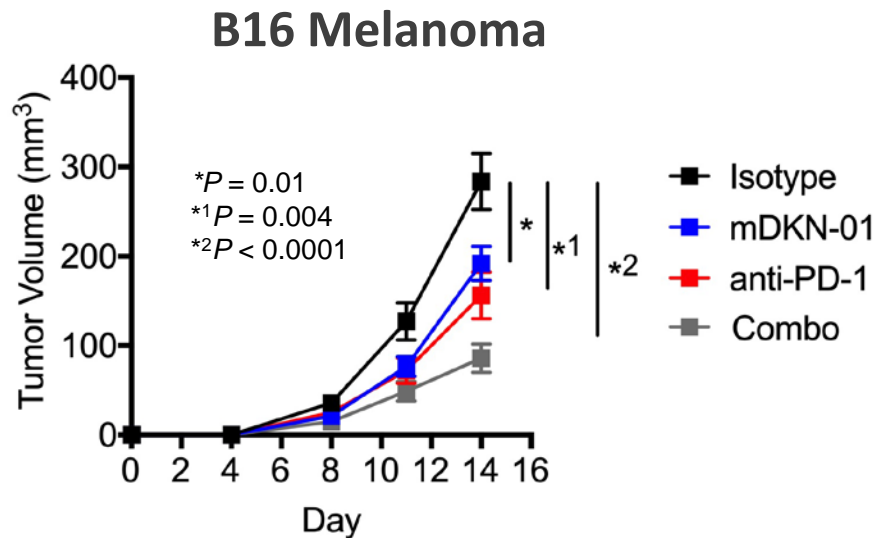 B16 Melanoma
Tumor Volume (mm³)
400
300
200
100
0
*P = 0.01
*¹P = 0.004
*²P < 0.0001
*
*¹
*²
Isotype
mDKN-01
anti-PD-1
Combo
0 2 4 6 8 10 12 14 16
Day